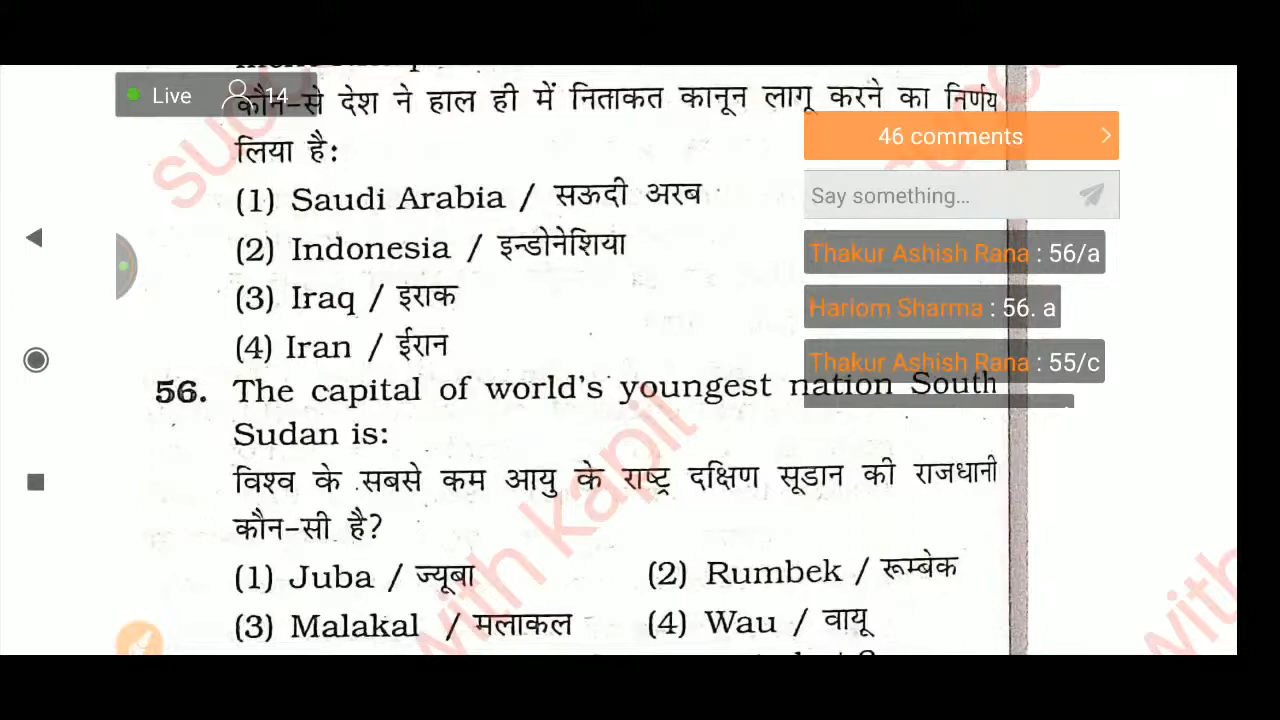 Live 14
कौन-से देश ने हाल ही में निताकत कानून लागू करने का निर्णय
लिया है:
46 comments
Say something...
(1) Saudi Arabia / सऊदी अरब
(2) Indonesia / इन्डोनेशिया
(3) Iraq / इराक
(4) Iran / ईरान
Thakur Ashish Rana : 56/a
Hariom Sharma : 56. a
Thakur Ashish Rana : 55/c
56. The capital of world's youngest nation South
Sudan is:
विश्व के सबसे कम आयु के राष्ट्र दक्षिण सूडान की राजधानी
कौन-सी है?
(1) Juba / ज्यूबा (2) Rumbek / रूम्बेक
(3) Malakal / मलाकल (4) Wau / वायू
with kapil
with